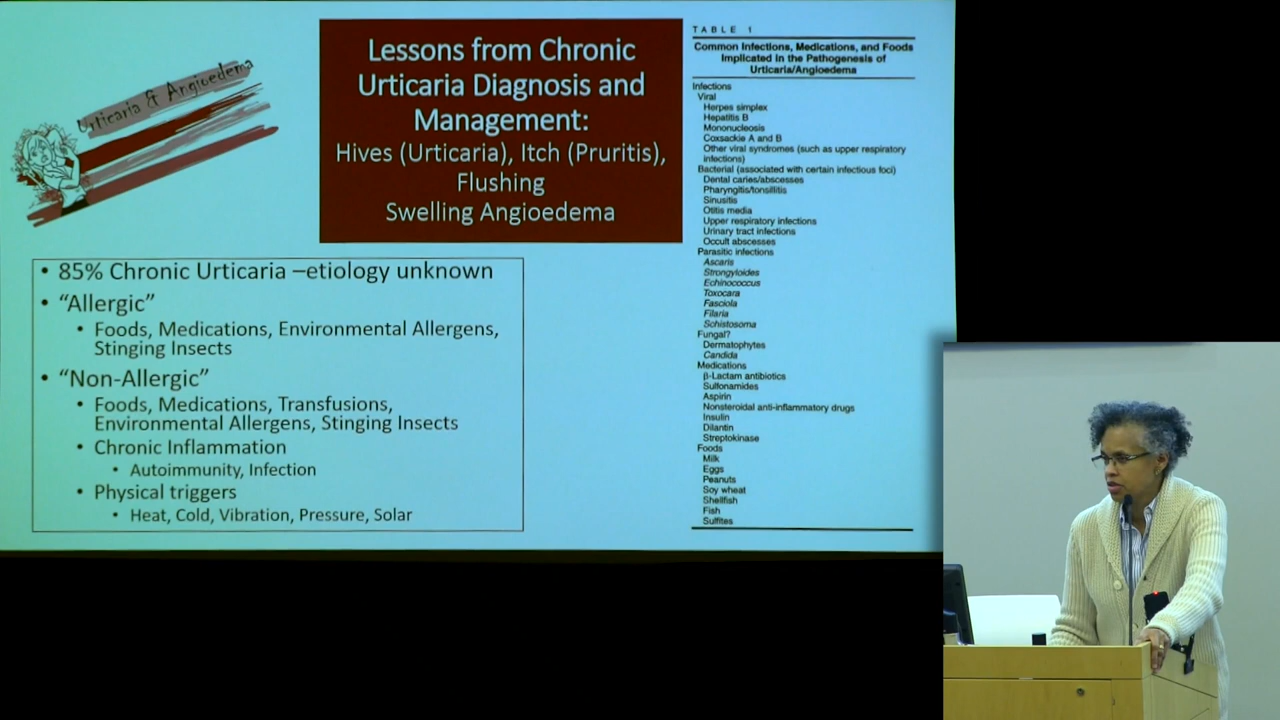 Urticaria & Angioedema
Lessons from Chronic
Urticaria Diagnosis and
Management:
Hives (Urticaria), Itch (Pruritis),
Flushing
Swelling Angioedema
• 85% Chronic Urticaria –etiology unknown
• “Allergic”
• Foods, Medications, Environmental Allergens,
Stinging Insects
• “Non-Allergic”
• Foods, Medications, Transfusions,
Environmental Allergens, Stinging Insects
• Chronic Inflammation
• Autoimmunity, Infection
• Physical triggers
• Heat, Cold, Vibration, Pressure, Solar
TABLE 1
Common Infections, Medications, and Foods
Implicated in the Pathogenesis of
Urticaria/Angioedema
Infections
Viral
Herpes simplex
Hepatitis B
Mononucleosis
Coxsackie A and B
Other viral syndromes (such as upper respiratory
infections)
Bacterial (associated with certain infectious foci)
Dental caries/abscesses
Pharyngitis/tonsillitis
Sinusitis
Otitis media
Upper respiratory infections
Urinary tract infections
Occult abscesses
Parasitic infections
Ascaris
Strongyloides
Echinococcus
Toxocara
Fasciola
Filaria
Schistosoma
Fungal?
Dermatophytes
Candida
Medications
β-Lactam antibiotics
Sulfonamides
Aspirin
Nonsteroidal anti-inflammatory drugs
Insulin
Dilantin
Streptokinase
Foods
Milk
Eggs
Peanuts
Soy wheat
Shellfish
Fish
Sulfites